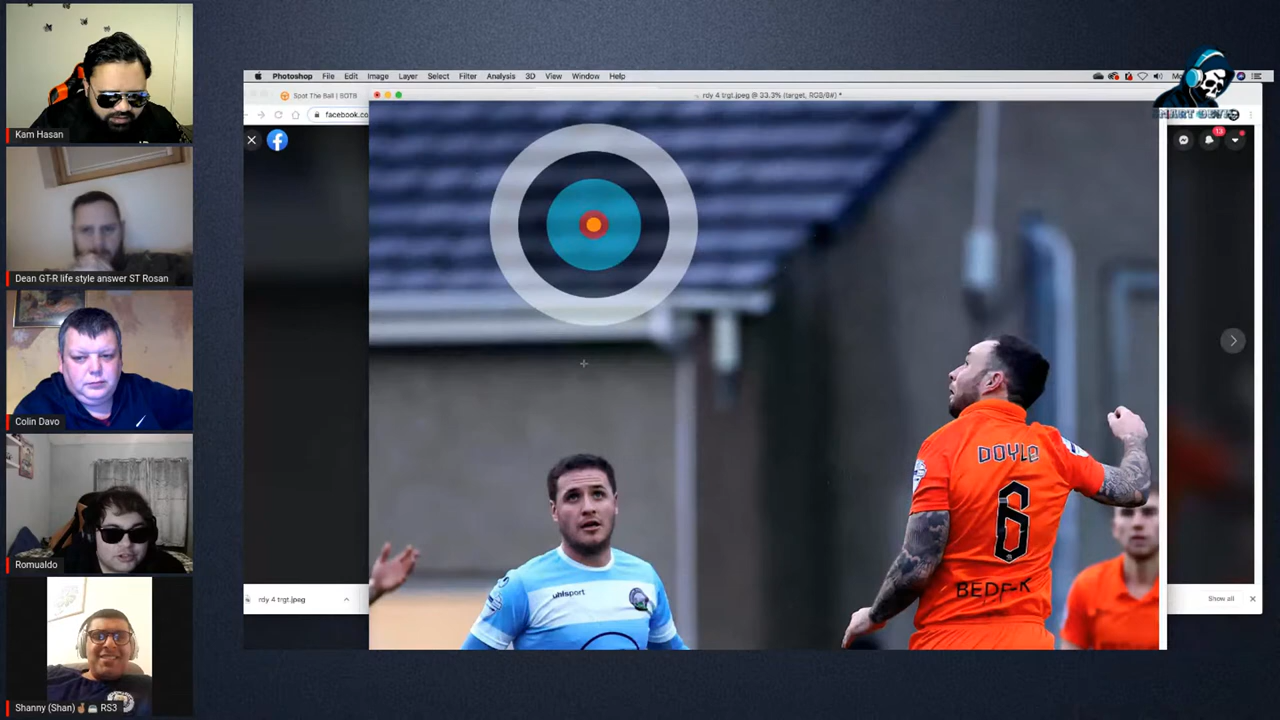 Kam Hasan
Dean GT-R life style answer ST Rosan
Colin Davo
Romualdo
Shanny (Shan) RS3
Photoshop File Edit Image Layer Select Filter Analysis 3D View Window Help
Spot The Ball | BOTB
rdy 4 trgt.jpeg @ 33.3% (target, RGB/8#) *
facebook.co
13
DOYLE
6
uhlsport
rdy 4 trgt.jpeg
Show all